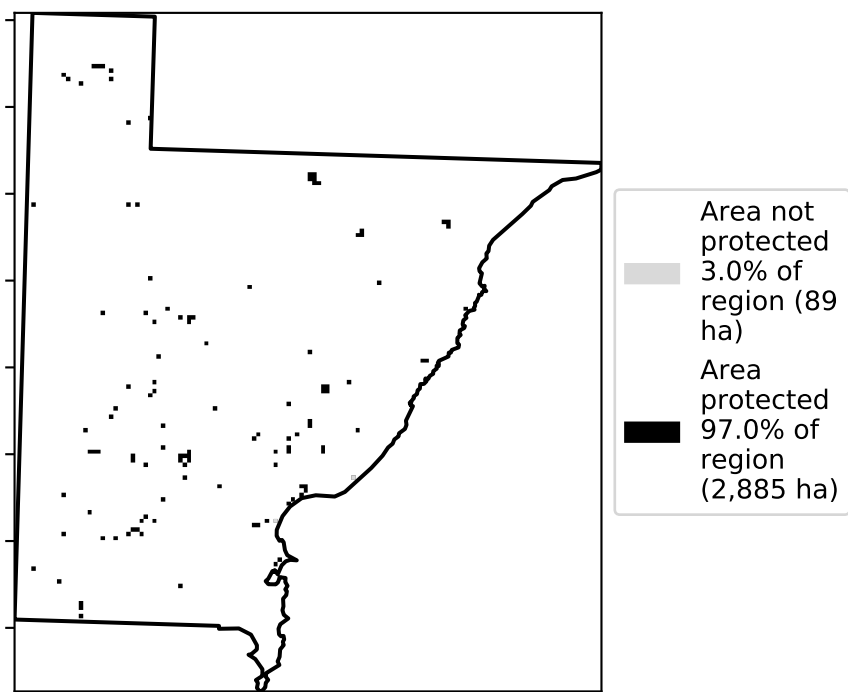 Area not
protected
3.0% of
region (89
ha)
Area
protected
97.0% of
region
(2,885 ha)